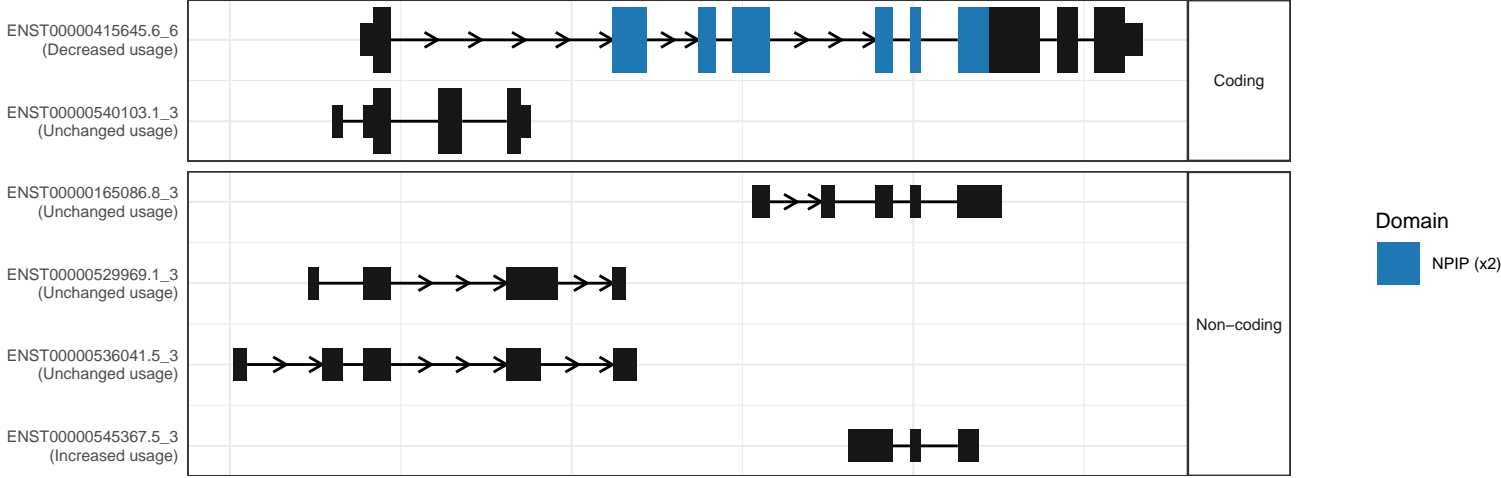 ENST00000415645.6_6
(Decreased usage)
ENST00000540103.1_3
(Unchanged usage)
Coding
ENST00000165086.8_3
(Unchanged usage)
ENST00000529969.1_3
(Unchanged usage)
ENST00000536041.5_3
(Unchanged usage)
ENST00000545367.5_3
(Increased usage)
Non−coding
Domain
NPIP (x2)